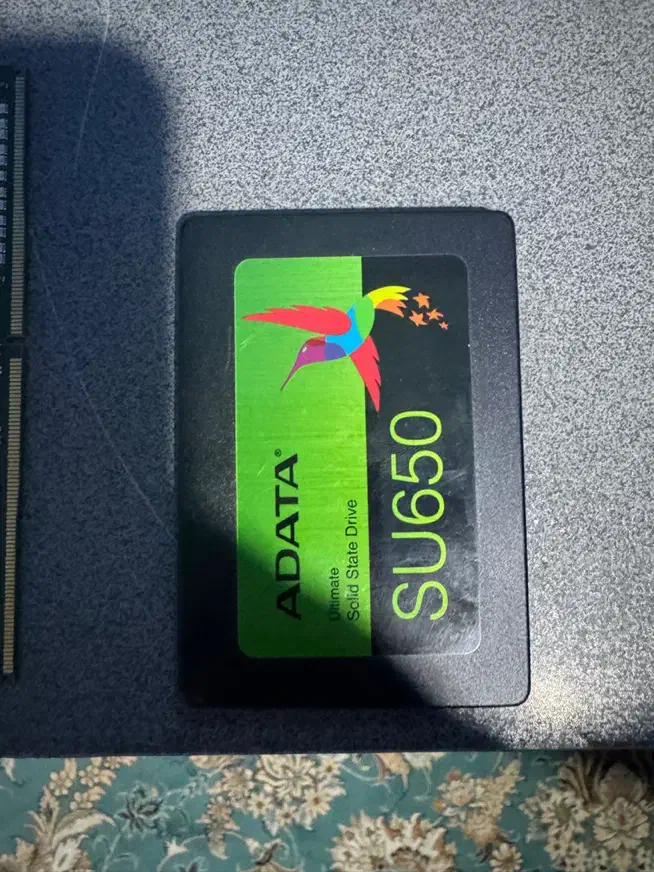 ADATA®
Ultimate
Solid State Drive
SU650